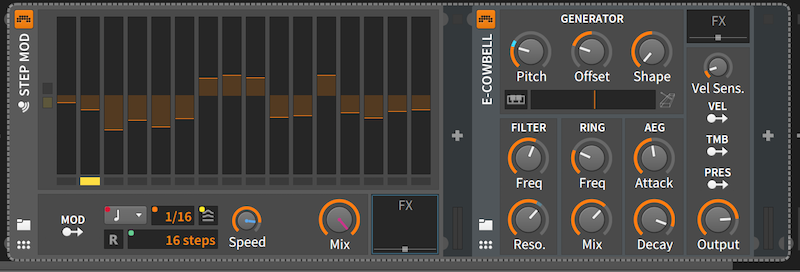 STEP MOD
MOD
1/16
R
16 steps
Speed
Mix
FX
E-COWBELL
GENERATOR
Pitch
Offset
Shape
FILTER
RING
AEG
Freq
Freq
Attack
Reso.
Mix
Decay
FX
Vel Sens.
VEL
TMB
PRES
Output